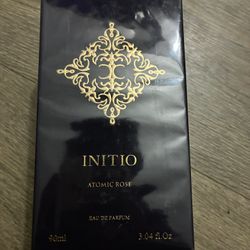 INITIO
ATOMIC ROSE
EAU DE PARFUM
90ml 3.04 fl.Oz